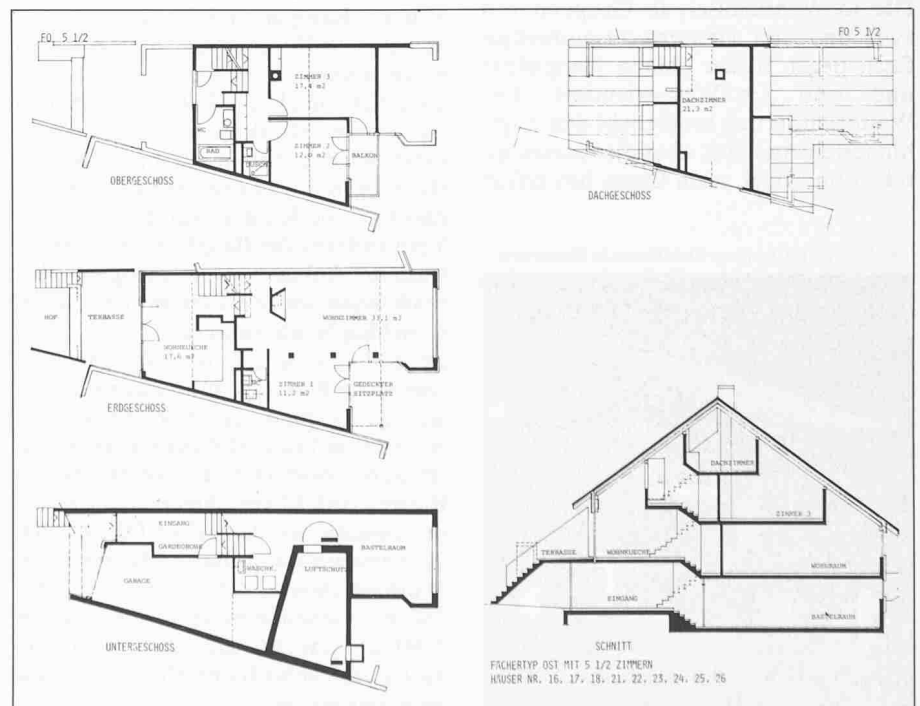 FO 5 1/2
ZIMMER 3
17,4 m2
WC
BAD
DUSCHE
ZIMMER 2
12,0 m2
BALKON
OBERGESCHOSS
FO 5 1/2
DACHZIMMER
21,3 m2
DACHGESCHOSS
HOF
TERRASSE
WOHNKUECHE
17,6 m2
WOHNZIMMER 37,1 m2
ZIMMER 1
11,2 m2
GEDECKTER
SITZPLATZ
ERDGESCHOSS
EINGANG
GARDEROBE
GARAGE
WASCHK.
LUFTSCHUTZ
BASTELRAUM
UNTERGESCHOSS
DACHZIMMER
ZIMMER 3
TERRASSE
WOHNKUECHE
WOHNRAUM
EINGANG
BASTELRAUM
SCHNITT
FÄCHERTYP OST MIT 5 1/2 ZIMMERN
HÄUSER NR. 16, 17, 18, 21, 22, 23, 24, 25, 26